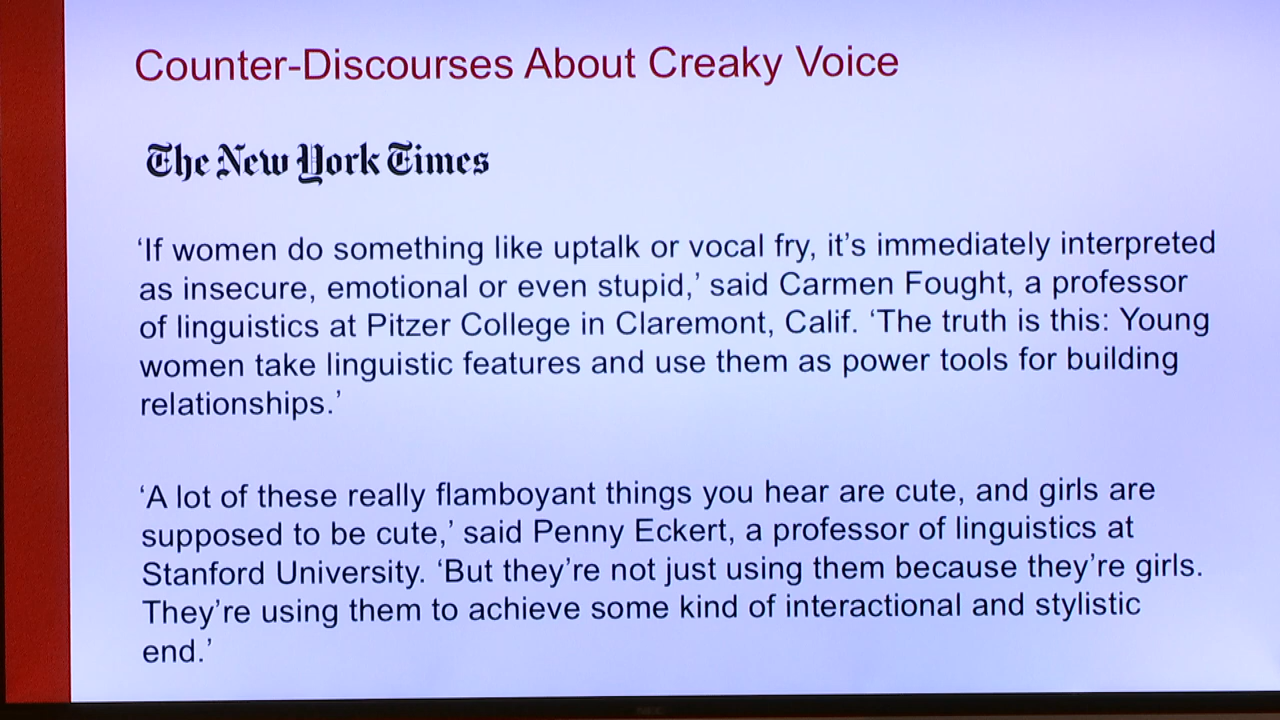 Counter-Discourses About Creaky Voice
The New York Times
‘If women do something like uptalk or vocal fry, it’s immediately interpreted
as insecure, emotional or even stupid,’ said Carmen Fought, a professor
of linguistics at Pitzer College in Claremont, Calif. ‘The truth is this: Young
women take linguistic features and use them as power tools for building
relationships.’
‘A lot of these really flamboyant things you hear are cute, and girls are
supposed to be cute,’ said Penny Eckert, a professor of linguistics at
Stanford University. ‘But they’re not just using them because they’re girls.
They’re using them to achieve some kind of interactional and stylistic
end.’